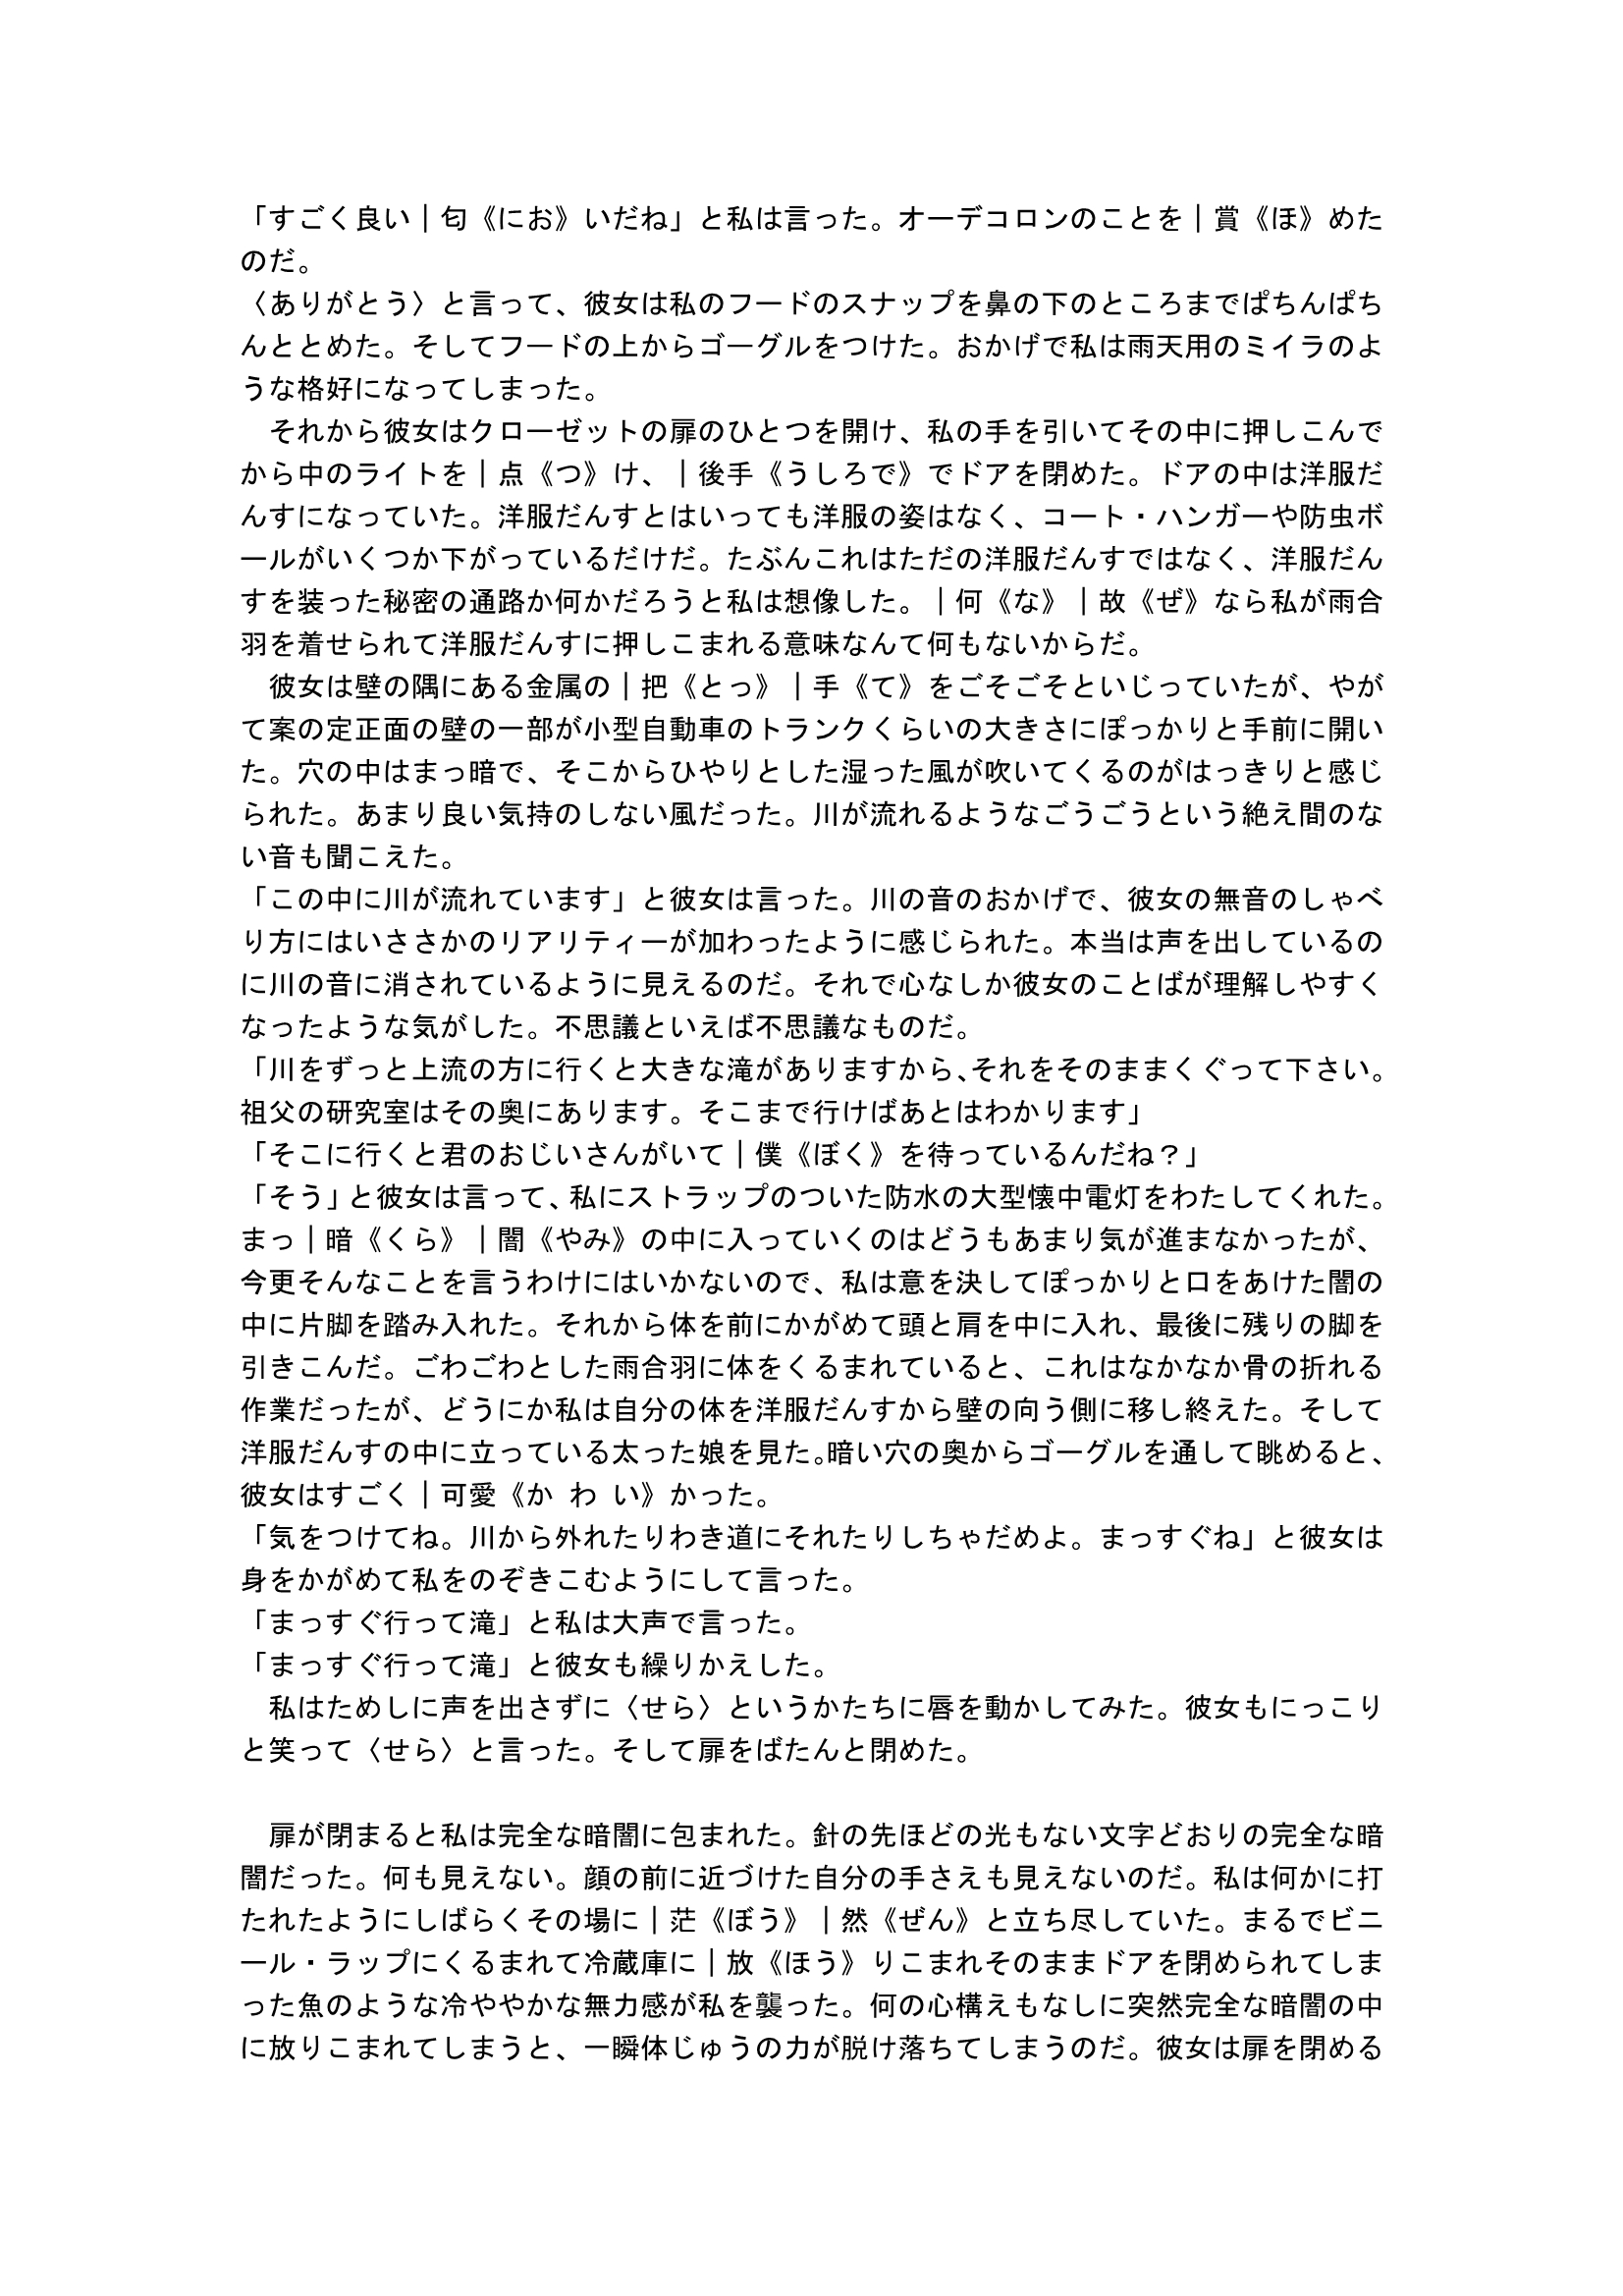 「すごく良い｜匂《にお》いだね」と私は言った。オーデコロンのことを｜賞《ほ》めた
のだ。
〈ありがとう〉と言って、彼女は私のフードのスナップを鼻の下のところまでぱちんぱち
んととめた。そしてフードの上からゴーグルをつけた。おかげで私は雨天用のミイラのよ
うな格好になってしまった。
　それから彼女はクローゼットの扉のひとつを開け、私の手を引いてその中に押しこんで
から中のライトを｜点《つ》け、｜後手《うしろで》でドアを閉めた。ドアの中は洋服だ
んすになっていた。洋服だんすとはいっても洋服の姿はなく、コート・ハンガーや防虫ボ
ールがいくつか下がっているだけだ。たぶんこれはただの洋服だんすではなく、洋服だん
すを装った秘密の通路か何かだろうと私は想像した。｜何《な》｜故《ぜ》なら私が雨合
羽を着せられて洋服だんすに押しこまれる意味なんて何もないからだ。
　彼女は壁の隅にある金属の｜把《とっ》｜手《て》をごそごそといじっていたが、やが
て案の定正面の壁の一部が小型自動車のトランクくらいの大きさにぽっかりと手前に開い
た。穴の中はまっ暗で、そこからひやりとした湿った風が吹いてくるのがはっきりと感じ
られた。あまり良い気持のしない風だった。川が流れるようなごうごうという絶え間のな
い音も聞こえた。
「この中に川が流れています」と彼女は言った。川の音のおかげで、彼女の無音のしゃべ
り方にはいささかのリアリティーが加わったように感じられた。本当は声を出しているの
に川の音に消されているように見えるのだ。それで心なしか彼女のことばが理解しやすく
なったような気がした。不思議といえば不思議なものだ。
「川をずっと上流の方に行くと大きな滝がありますから、それをそのままくぐって下さい。
祖父の研究室はその奥にあります。そこまで行けばあとはわかります」
「そこに行くと君のおじいさんがいて｜僕《ぼく》を待っているんだね？」
「そう」と彼女は言って、私にストラップのついた防水の大型懐中電灯をわたしてくれた。
まっ｜暗《くら》｜闇《やみ》の中に入っていくのはどうもあまり気が進まなかったが、
今更そんなことを言うわけにはいかないので、私は意を決してぽっかりと口をあけた闇の
中に片脚を踏み入れた。それから体を前にかがめて頭と肩を中に入れ、最後に残りの脚を
引きこんだ。ごわごわとした雨合羽に体をくるまれていると、これはなかなか骨の折れる
作業だったが、どうにか私は自分の体を洋服だんすから壁の向う側に移し終えた。そして
洋服だんすの中に立っている太った娘を見た。暗い穴の奥からゴーグルを通して眺めると、
彼女はすごく｜可愛《か わ い》かった。
「気をつけてね。川から外れたりわき道にそれたりしちゃだめよ。まっすぐね」と彼女は
身をかがめて私をのぞきこむようにして言った。
「まっすぐ行って滝」と私は大声で言った。
「まっすぐ行って滝」と彼女も繰りかえした。
　私はためしに声を出さずに〈せら〉というかたちに唇を動かしてみた。彼女もにっこり
と笑って〈せら〉と言った。そして扉をばたんと閉めた。

　扉が閉まると私は完全な暗闇に包まれた。針の先ほどの光もない文字どおりの完全な暗
闇だった。何も見えない。顔の前に近づけた自分の手さえも見えないのだ。私は何かに打
たれたようにしばらくその場に｜茫《ぼう》｜然《ぜん》と立ち尽していた。まるでビニ
ール・ラップにくるまれて冷蔵庫に｜放《ほう》りこまれそのままドアを閉められてしま
った魚のような冷ややかな無力感が私を襲った。何の心構えもなしに突然完全な暗闇の中
に放りこまれてしまうと、一瞬体じゅうの力が脱け落ちてしまうのだ。彼女は扉を閉める